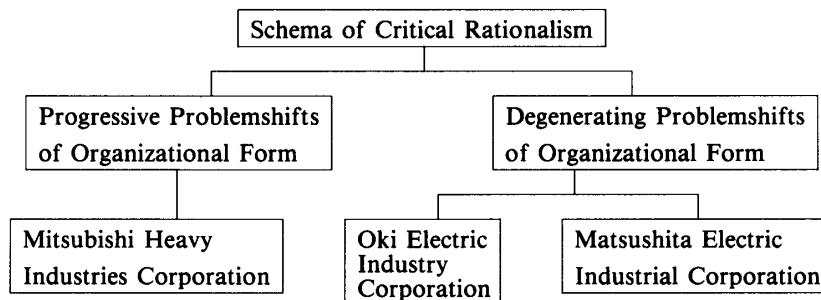 Schema of Critical Rationalism
Progressive Problemshifts
of Organizational Form
Degenerating Problemshifts
of Organizational Form
Mitsubishi Heavy
Industries Corporation
Oki Electric
Industry
Corporation
Matsushita Electric
Industrial Corporation